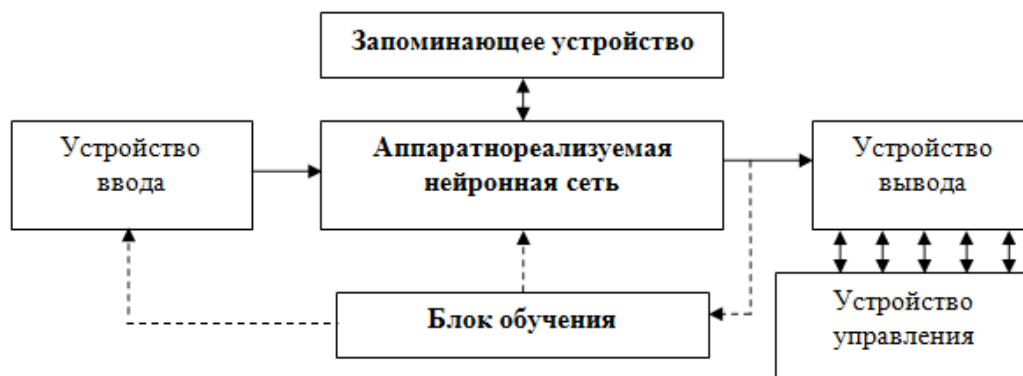 Запоминающее устройство
Устройство
ввода
Аппаратнореализуемая
нейронная сеть
Устройство
вывода
Блок обучения
Устройство
управления